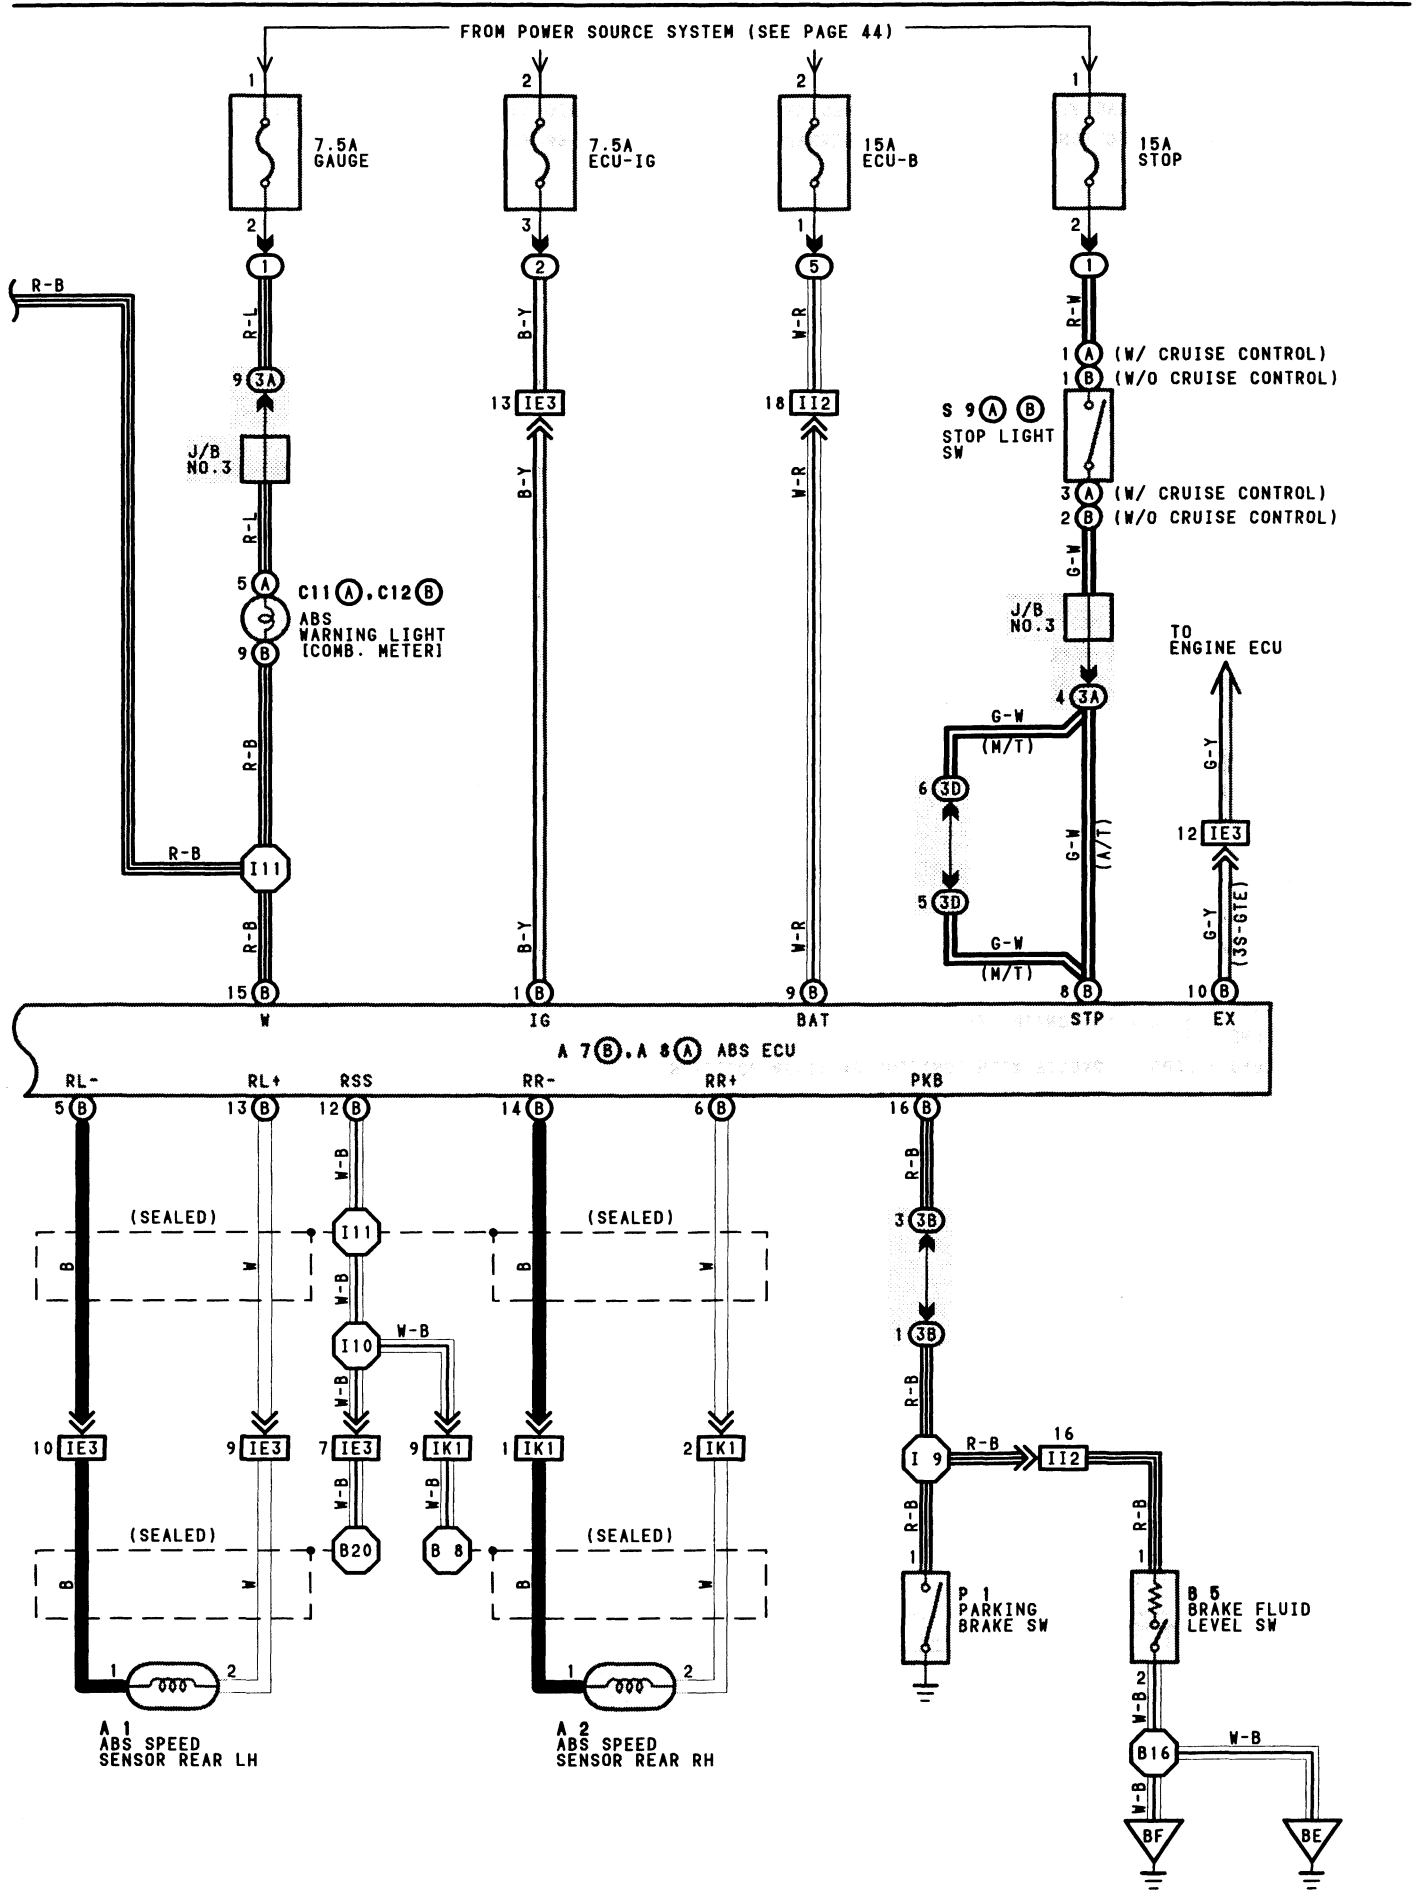 FROM POWER SOURCE SYSTEM (SEE PAGE 44)
1
2
2
1
7.5A
GAUGE
7.5A
ECU-IG
15A
ECU-B
15A
STOP
2
3
1
2
1
2
5
1
R-B
R-L
B-Y
W-R
R-W
1 A (W/ CRUISE CONTROL)
1 B (W/O CRUISE CONTROL)
9 3A
13 IE3
18 II2
S 9 A B
STOP LIGHT
SW
J/B
NO.3
B-Y
W-R
3 A (W/ CRUISE CONTROL)
2 B (W/O CRUISE CONTROL)
R-L
G-W
5 A
C11 A , C12 B
ABS
WARNING LIGHT
[COMB. METER]
9 B
J/B
NO.3
TO
ENGINE ECU
4 3A
G-W
(M/T)
R-B
G-Y
6 3D
12 IE3
G-W
(A/T)
R-B
I11
5 3D
G-Y
(3S-GTE)
R-B
B-Y
W-R
G-W
(M/T)
15 B
1 B
9 B
8 B
10 B
W
IG
BAT
STP
EX
A 7 B , A 8 A ABS ECU
RL-
RL+
RSS
RR-
RR+
PKB
5 B
13 B
12 B
14 B
6 B
16 B
W-B
R-B
(SEALED)
I11
(SEALED)
3 3B
B
W
W-B
B
W
I10
W-B
1 3B
W-B
R-B
10 IE3
9 IE3
7 IE3
9 IK1
1 IK1
2 IK1
I 9
R-B
16
II2
W-B
W-B
R-B
R-B
(SEALED)
B20
B 8
(SEALED)
B
W
B
W
1
1
P 1
PARKING
BRAKE SW
B 5
BRAKE FLUID
LEVEL SW
1
2
1
2
2
W-B
A 1
ABS SPEED
SENSOR REAR LH
A 2
ABS SPEED
SENSOR REAR RH
B16
W-B
W-B
BF
BE